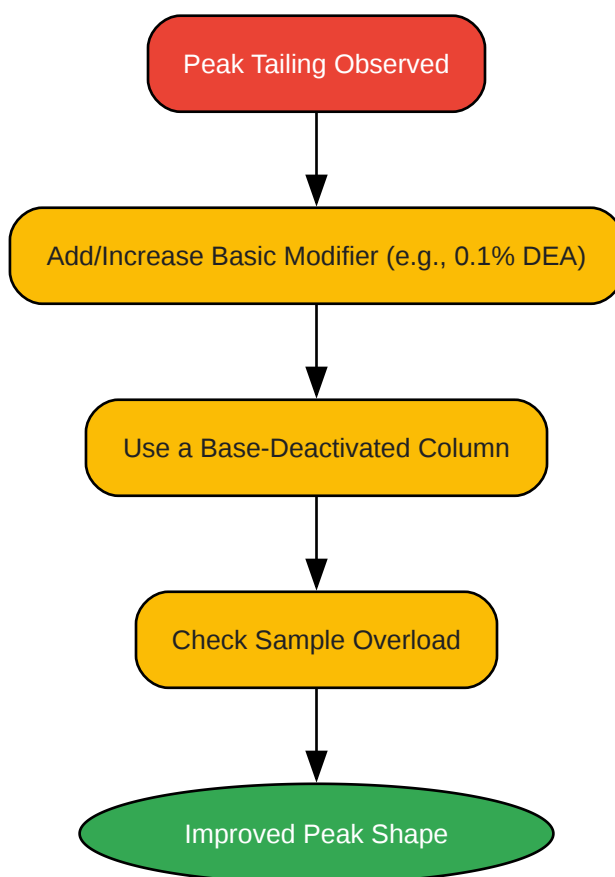 Peak Tailing Observed
Add/Increase Basic Modifier (e.g., 0.1% DEA)
Use a Base-Deactivated Column
Check Sample Overload
Improved Peak Shape